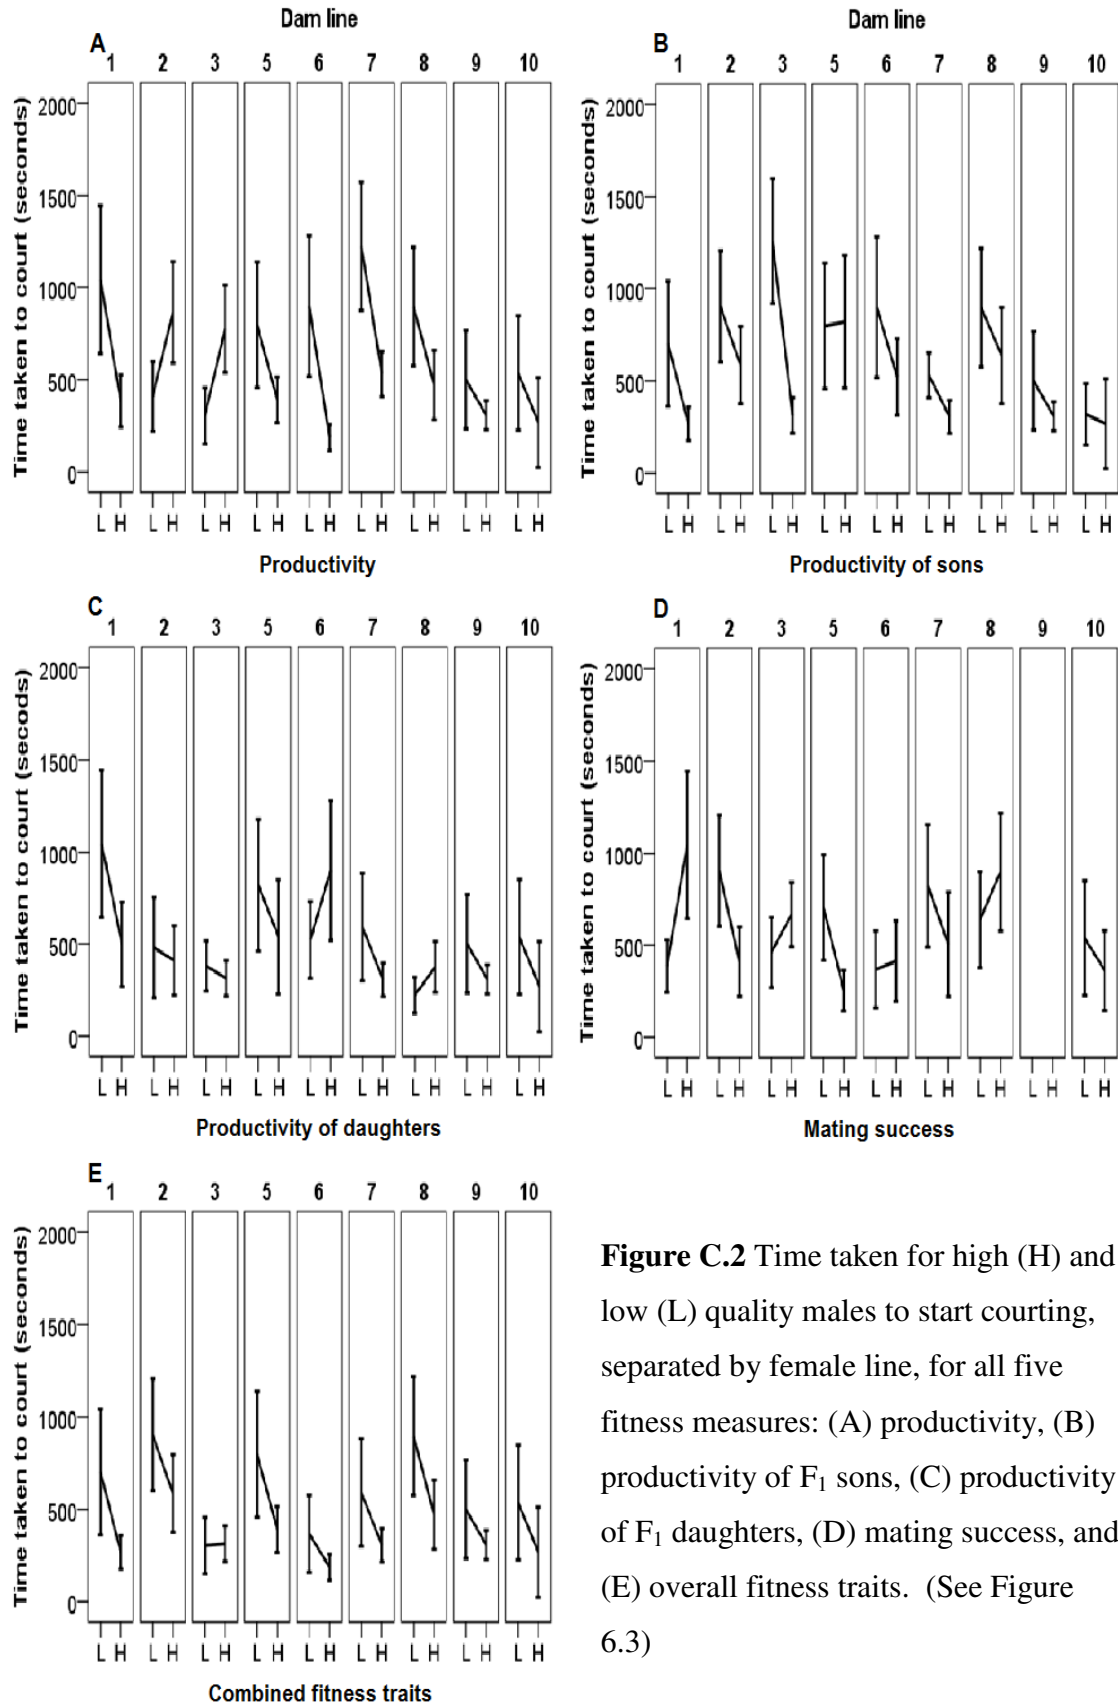 Dam line
A
1 2 3 5 6 7 8 9 10
Time taken to court (seconds)
2000
1500
1000
500
0
L H L H L H L H L H L H L H L H L H
Productivity
B
1 2 3 5 6 7 8 9 10
Dam line
Time taken to court (seconds)
2000
1500
1000
500
0
L H L H L H L H L H L H L H L H L H
Productivity of sons
C
1 2 3 5 6 7 8 9 10
Time taken to court (secods)
2000
1500
1000
500
0
L H L H L H L H L H L H L H L H L H
Productivity of daughters
D
1 2 3 5 6 7 8 9 10
Time taken to court (seconds)
2000
1500
1000
500
0
L H L H L H L H L H L H L H L H L H
Mating success
E
1 2 3 5 6 7 8 9 10
Time taken to court (seconds)
2000
1500
1000
500
0
L H L H L H L H L H L H L H L H L H
Combined fitness traits
Figure C.2 Time taken for high (H) and
low (L) quality males to start courting,
separated by female line, for all five
fitness measures: (A) productivity, (B)
productivity of F₁ sons, (C) productivity
of F₁ daughters, (D) mating success, and
(E) overall fitness traits. (See Figure
6.3)